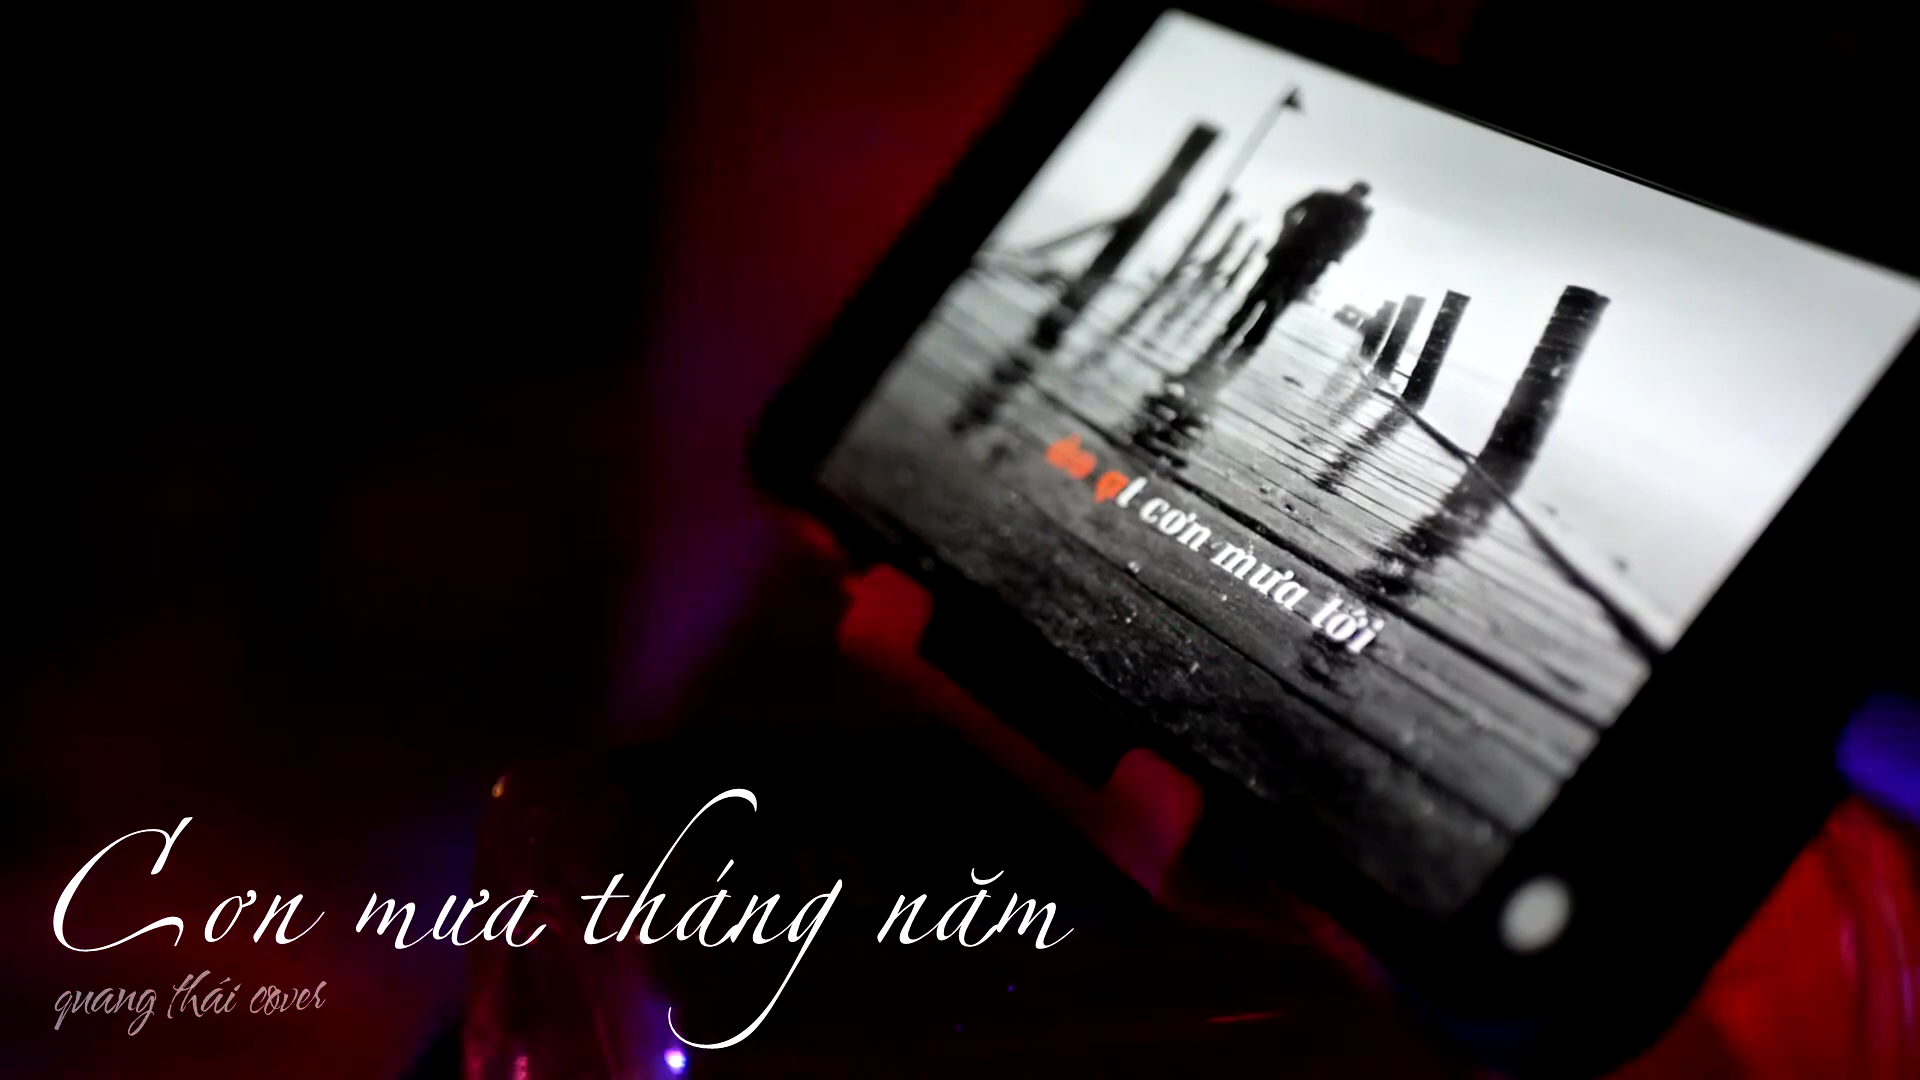 cơn mưa tới
Cơn mưa tháng năm
quang thái cover